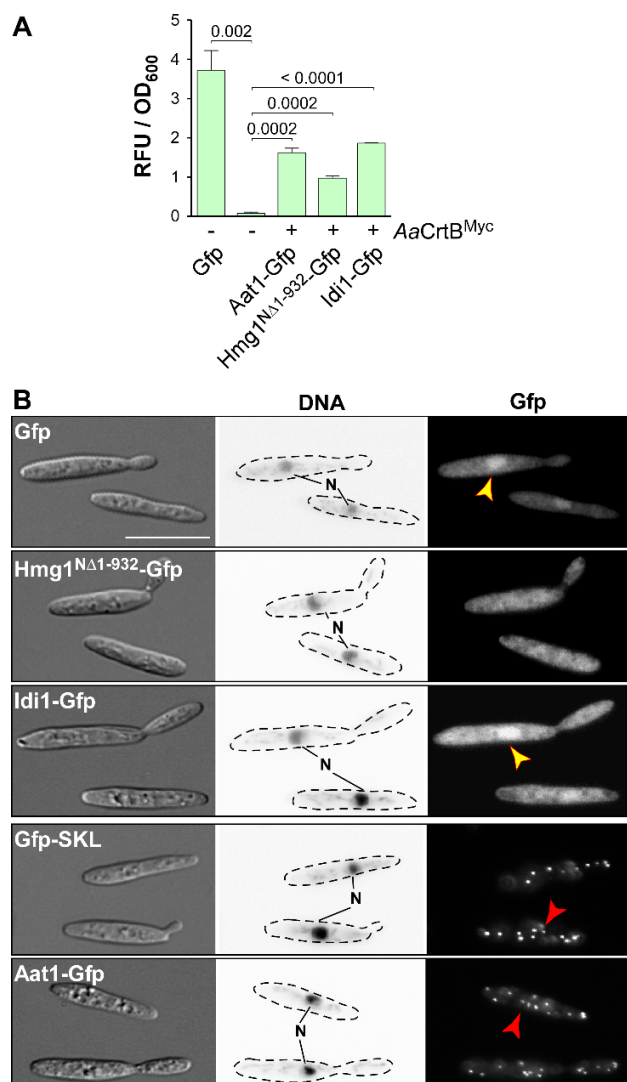 A
RFU / OD600
5
4
3
2
1
0
0.002
< 0.0001
0.0002
0.0002
- - + + + AaCrtBMyc
Gfp
Aat1-Gfp
Hmg1NΔ1-932-Gfp
Idi1-Gfp
B
DNA Gfp
Gfp
N
Hmg1NΔ1-932-Gfp
N
Idi1-Gfp
N
Gfp-SKL
N
Aat1-Gfp
N